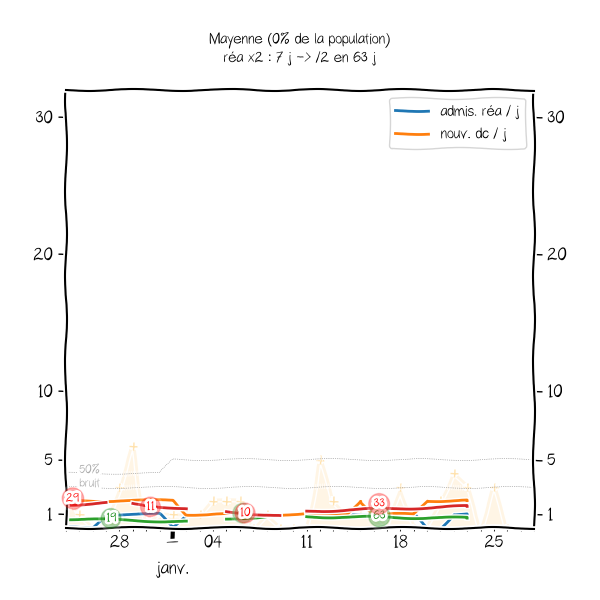 Mayenne (0% de la population)
réa x2 : 7 j -> /2 en 63 j
admis. réa / j
nouv. dc / j
30 30
20 20
10 10
5 5
50%
bruit
29 11 19 10 33 63
1 1
28 1 04 11 18 25
janv.